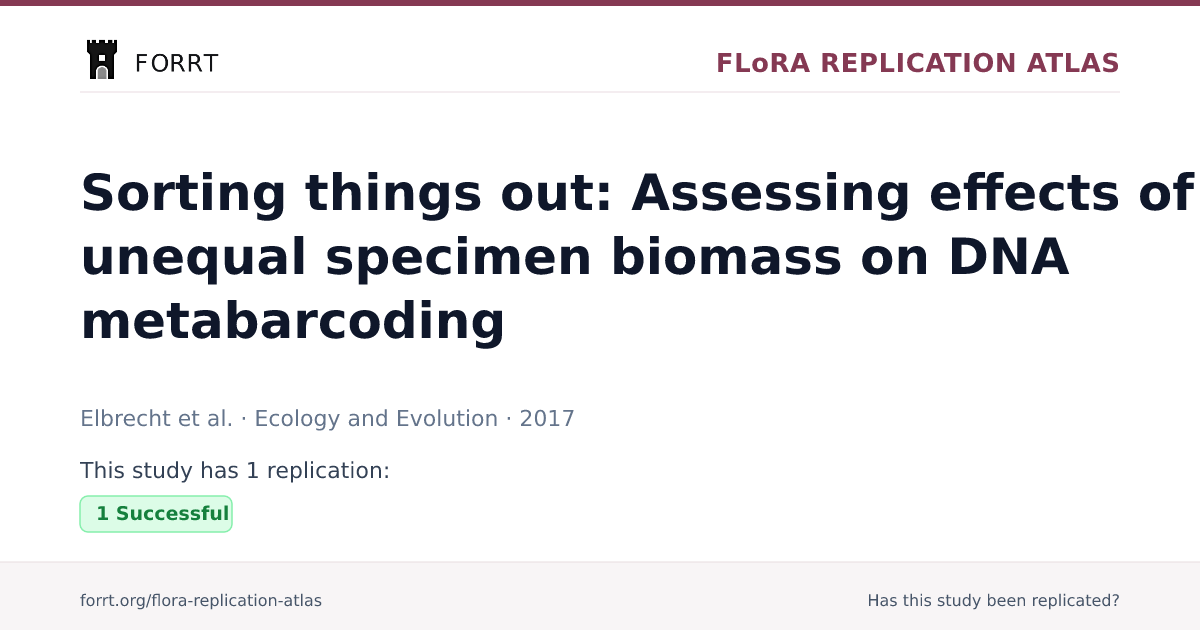 FORRT
FLoRA REPLICATION ATLAS
Sorting things out: Assessing effects of
unequal specimen biomass on DNA
metabarcoding
Elbrecht et al. · Ecology and Evolution · 2017
This study has 1 replication:
1 Successful
forrt.org/flora-replication-atlas
Has this study been replicated?